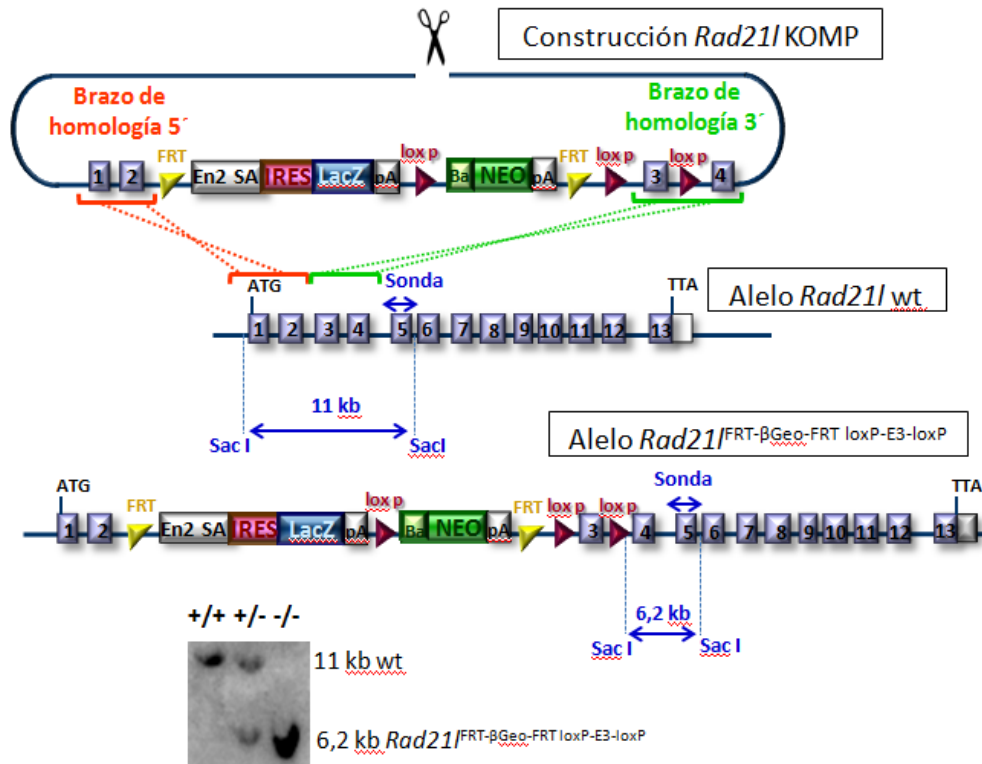 Construcción Rad21l KOMP
Brazo de homología 5´
Brazo de homología 3´
FRT lox p FRT lox p lox p
1 2 En2 SA IRES LacZ pA Ba NEO pA 3 4
ATG Sonda TTA
Alelo Rad21l wt
1 2 3 4 5 6 7 8 9 10 11 12 13
11 kb
Sac I SacI
Alelo Rad21l FRT-βGeo-FRT loxP-E3-loxP
Sonda
ATG FRT lox p FRT lox p lox p TTA
1 2 En2 SA IRES LacZ pA Ba NEO pA 3 4 5 6 7 8 9 10 11 12 13
6,2 kb
Sac I Sac I
+/+ +/- -/-
11 kb wt
6,2 kb Rad21l FRT-βGeo-FRT loxP-E3-loxP